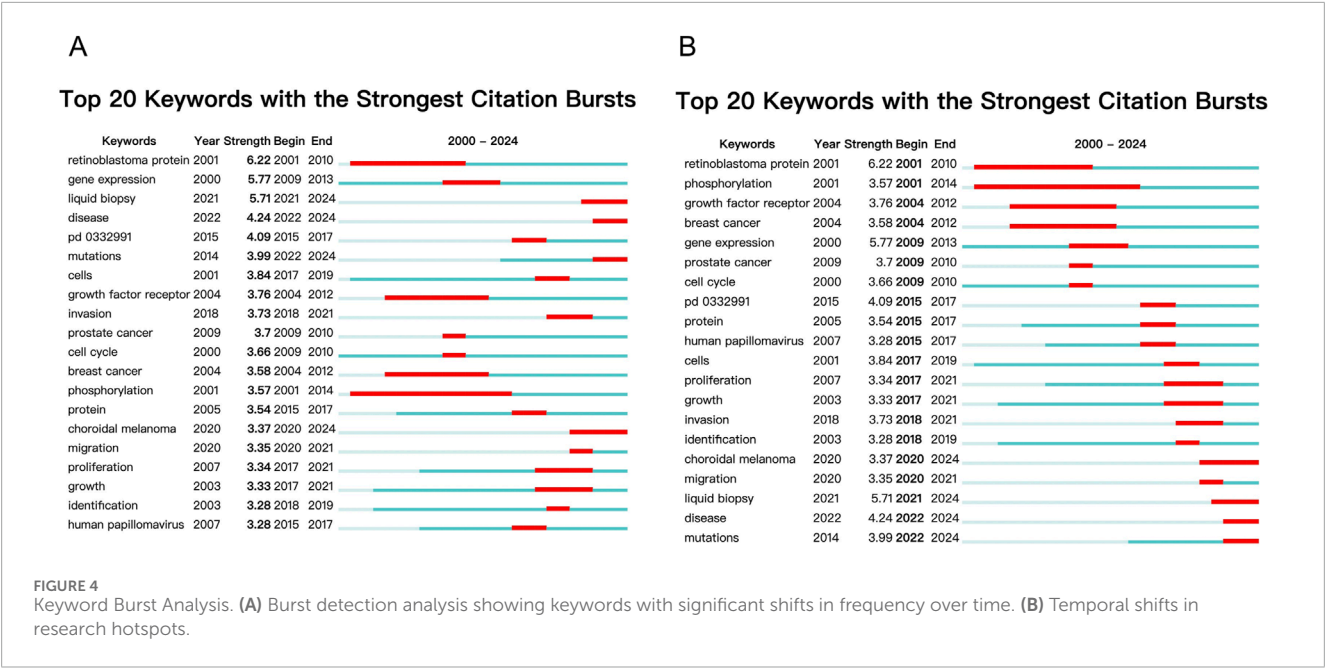 A
Top 20 Keywords with the Strongest Citation Bursts
Keywords Year Strength Begin End 2000 – 2024
retinoblastoma protein 2001 6.22 2001 2010
gene expression 2000 5.77 2009 2013
liquid biopsy 2021 5.71 2021 2024
disease 2022 4.24 2022 2024
pd 0332991 2015 4.09 2015 2017
mutations 2014 3.99 2022 2024
cells 2001 3.84 2017 2019
growth factor receptor 2004 3.76 2004 2012
invasion 2018 3.73 2018 2021
prostate cancer 2009 3.7 2009 2010
cell cycle 2000 3.66 2009 2010
breast cancer 2004 3.58 2004 2012
phosphorylation 2001 3.57 2001 2014
protein 2005 3.54 2015 2017
choroidal melanoma 2020 3.37 2020 2024
migration 2020 3.35 2020 2021
proliferation 2007 3.34 2017 2021
growth 2003 3.33 2017 2021
identification 2003 3.28 2018 2019
human papillomavirus 2007 3.28 2015 2017
B
Top 20 Keywords with the Strongest Citation Bursts
Keywords Year Strength Begin End 2000 – 2024
retinoblastoma protein 2001 6.22 2001 2010
phosphorylation 2001 3.57 2001 2014
growth factor receptor 2004 3.76 2004 2012
breast cancer 2004 3.58 2004 2012
gene expression 2000 5.77 2009 2013
prostate cancer 2009 3.7 2009 2010
cell cycle 2000 3.66 2009 2010
pd 0332991 2015 4.09 2015 2017
protein 2005 3.54 2015 2017
human papillomavirus 2007 3.28 2015 2017
cells 2001 3.84 2017 2019
proliferation 2007 3.34 2017 2021
growth 2003 3.33 2017 2021
invasion 2018 3.73 2018 2021
identification 2003 3.28 2018 2019
choroidal melanoma 2020 3.37 2020 2024
migration 2020 3.35 2020 2021
liquid biopsy 2021 5.71 2021 2024
disease 2022 4.24 2022 2024
mutations 2014 3.99 2022 2024
FIGURE 4
Keyword Burst Analysis. (A) Burst detection analysis showing keywords with significant shifts in frequency over time. (B) Temporal shifts in
research hotspots.